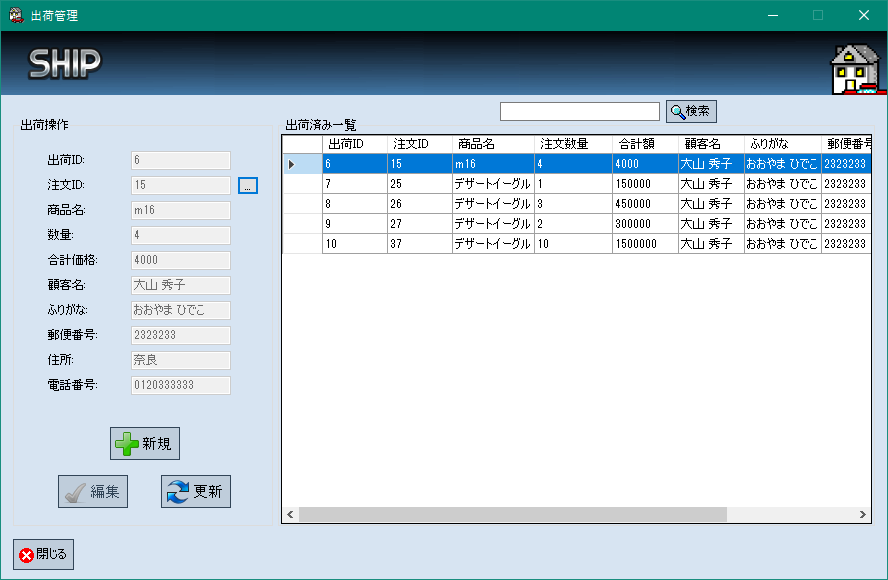 出荷管理
SHIP
検索
出荷操作
出荷ID: 6
注文ID: 15 ...
商品名: m16
数量: 4
合計価格: 4000
顧客名: 大山 秀子
ふりがな: おおやま ひでこ
郵便番号: 2323233
住所: 奈良
電話番号: 0120333333
新規
編集 更新
閉じる
出荷済み一覧
出荷ID 注文ID 商品名 注文数量 合計額 顧客名 ふりがな 郵便番号
6 15 m16 4 4000 大山 秀子 おおやま ひでこ 2323233
7 25 デザートイーグル 1 150000 大山 秀子 おおやま ひでこ 2323233
8 26 デザートイーグル 3 450000 大山 秀子 おおやま ひでこ 2323233
9 27 デザートイーグル 2 300000 大山 秀子 おおやま ひでこ 2323233
10 37 デザートイーグル 10 1500000 大山 秀子 おおやま ひでこ 2323233